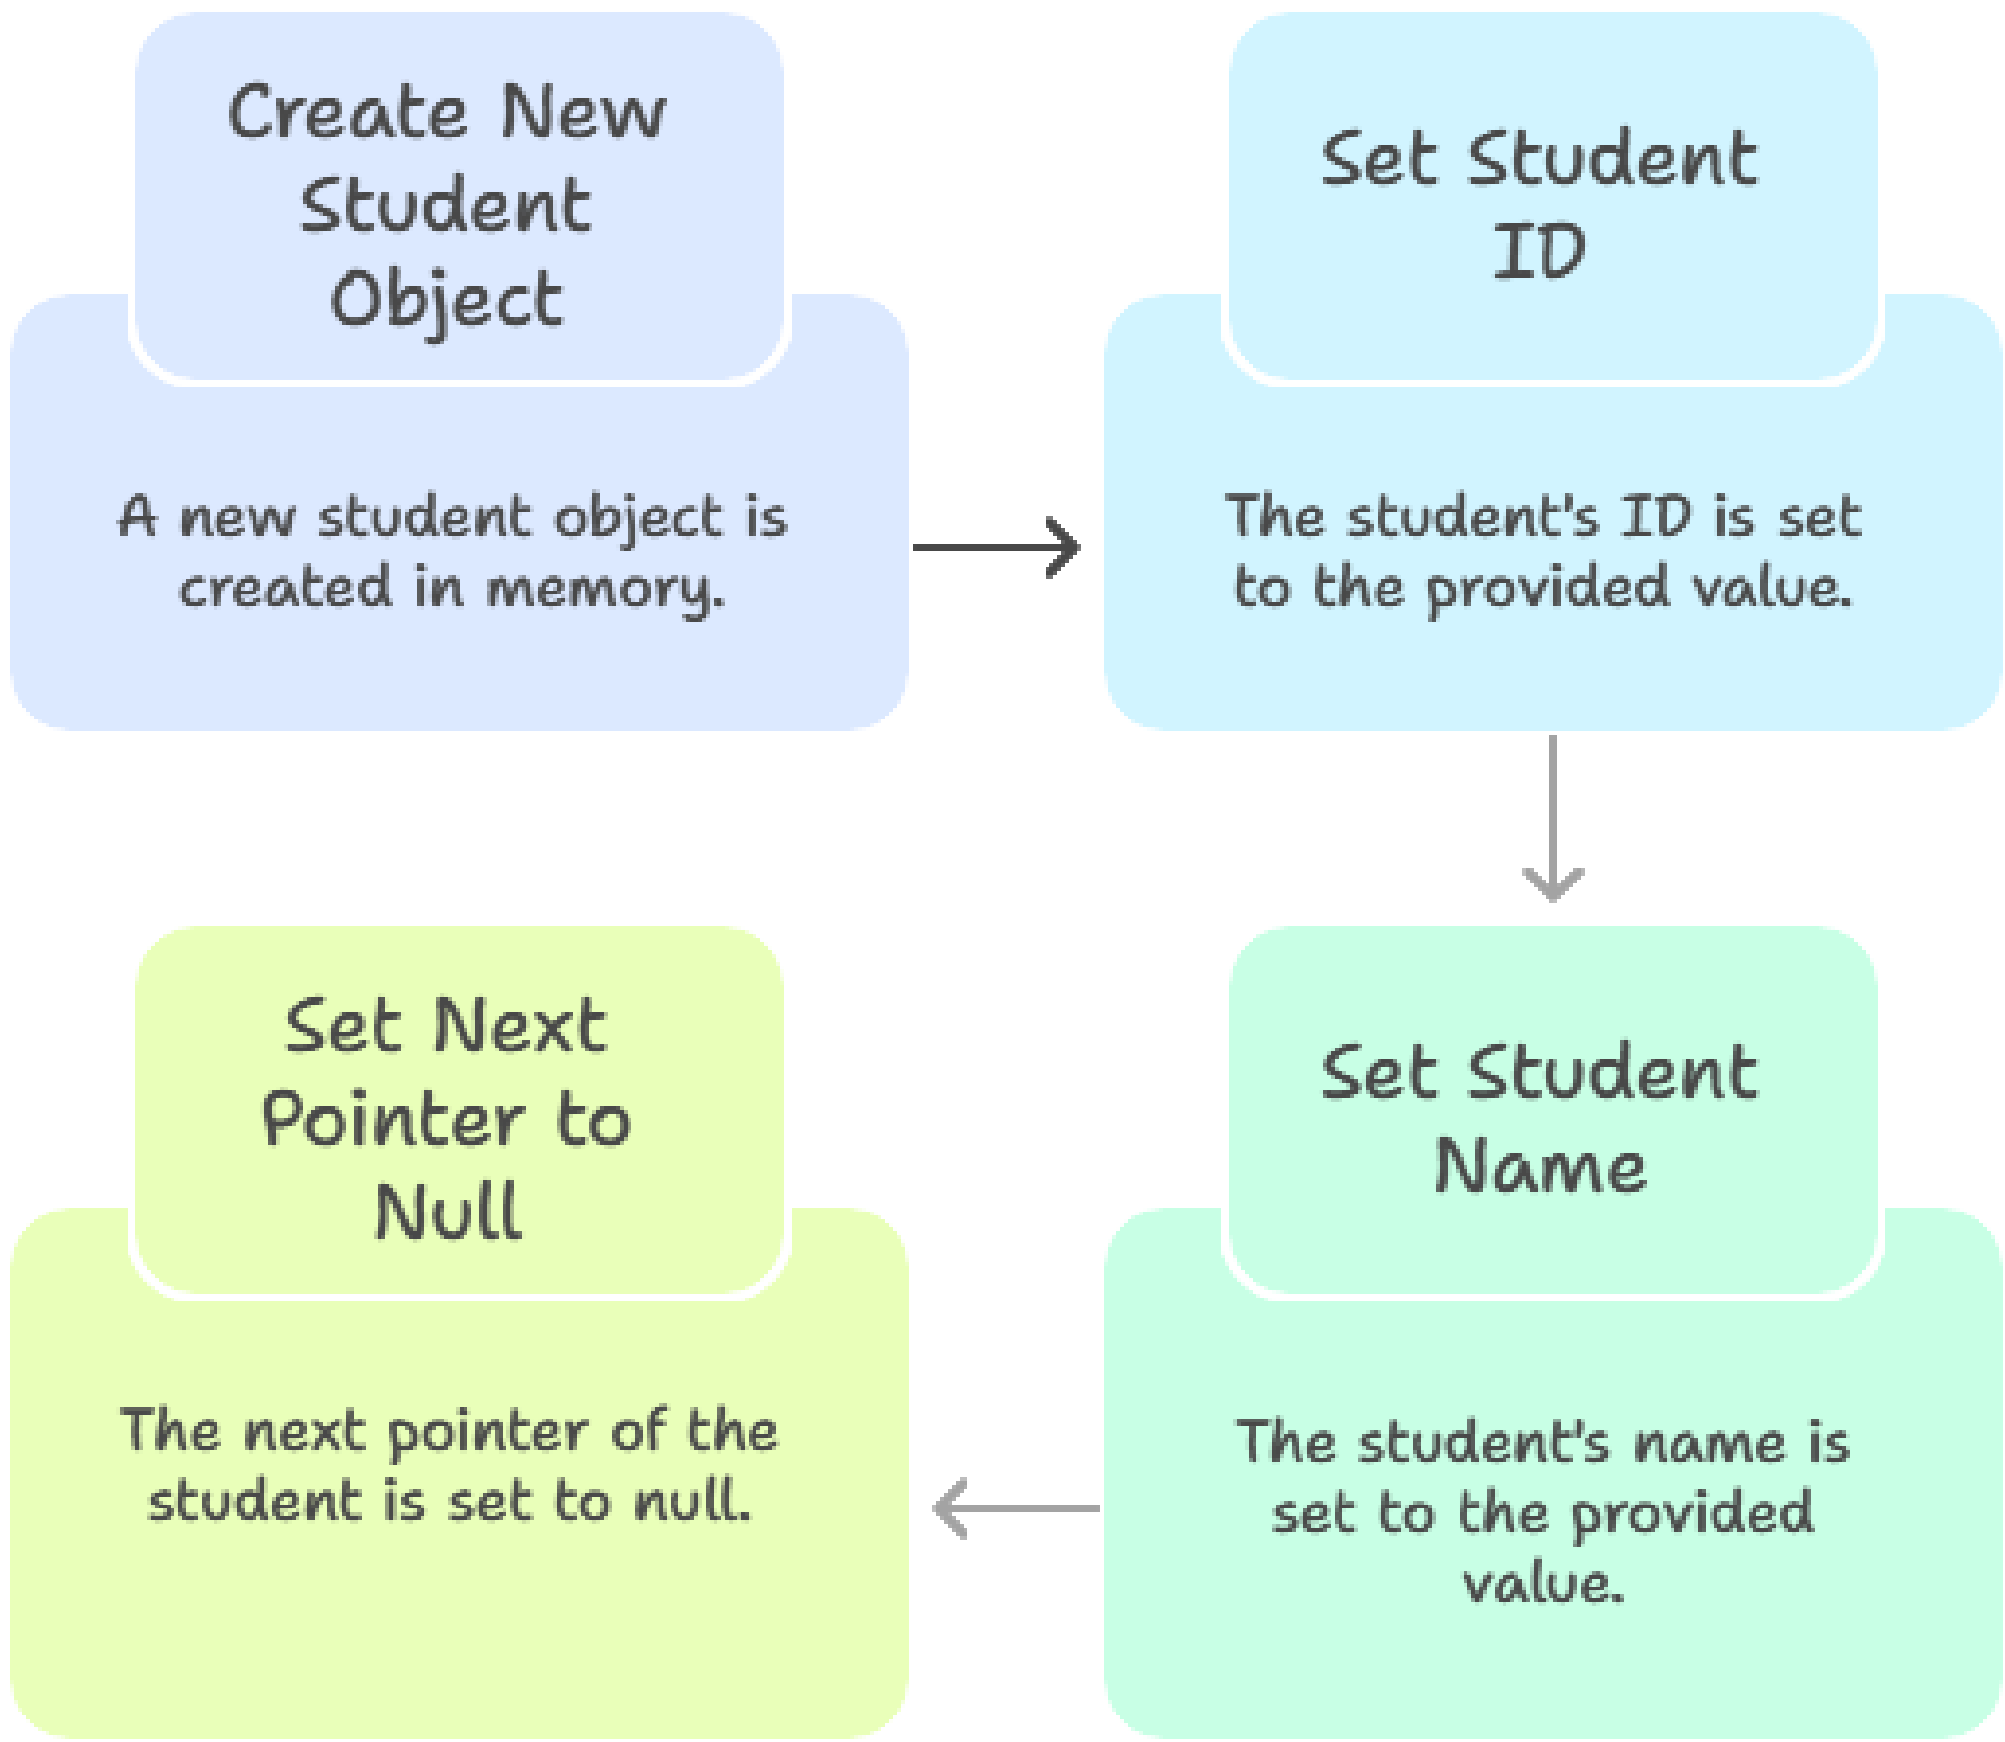 Create New
Student
Object
A new student object is
created in memory.
Set Student
ID
The student's ID is set
to the provided value.
Set Student
Name
The student's name is
set to the provided
value.
Set Next
Pointer to
Null
The next pointer of the
student is set to null.